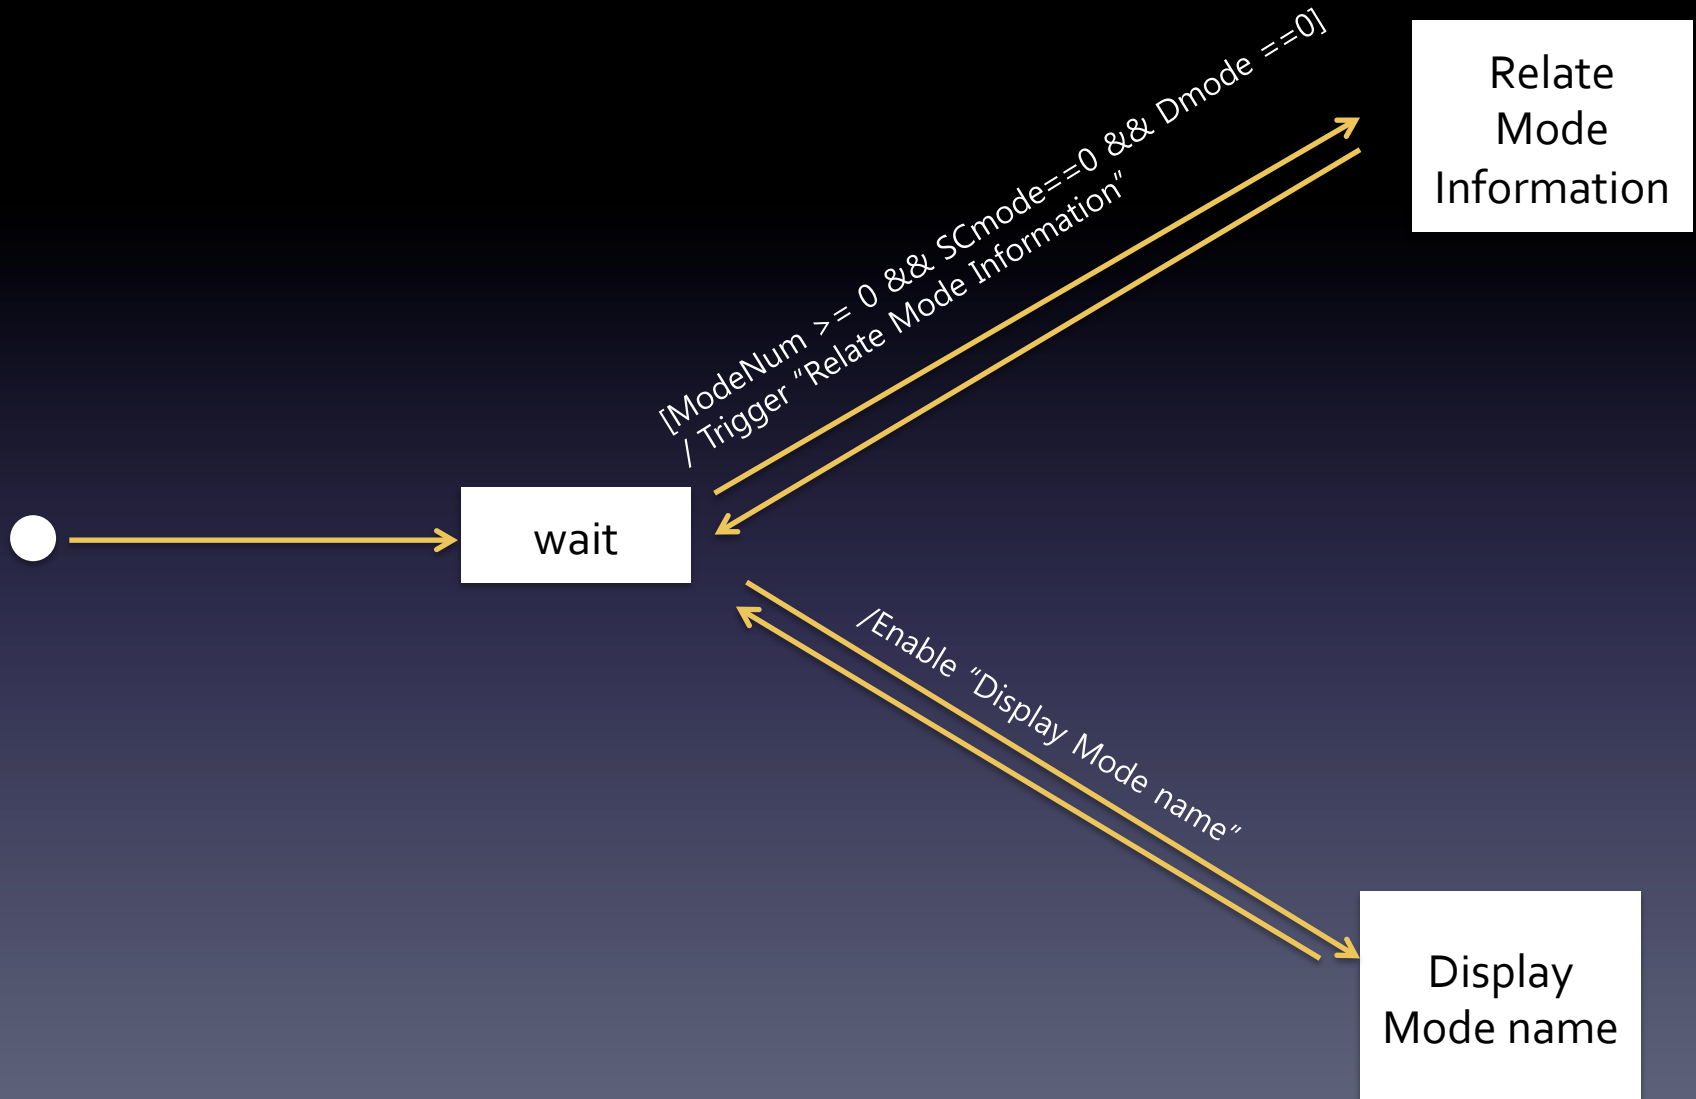 [ModeNum >= 0 && SCmode==0 && Dmode ==0]
/ Trigger “Relate Mode Information”
Relate
Mode
Information
wait
/Enable “Display Mode name”
Display
Mode name